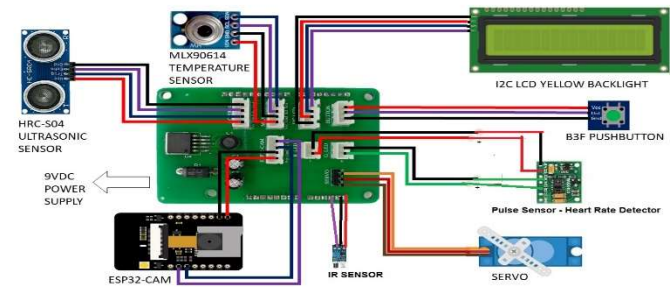 MLX90614
TEMPERATURE
SENSOR
I2C LCD YELLOW BACKLIGHT
HRC-S04
ULTRASONIC
SENSOR
B3F PUSHBUTTON
9VDC
POWER
SUPPLY
Pulse Sensor - Heart Rate Detector
SERVO
IR SENSOR
ESP32-CAM
SERVO